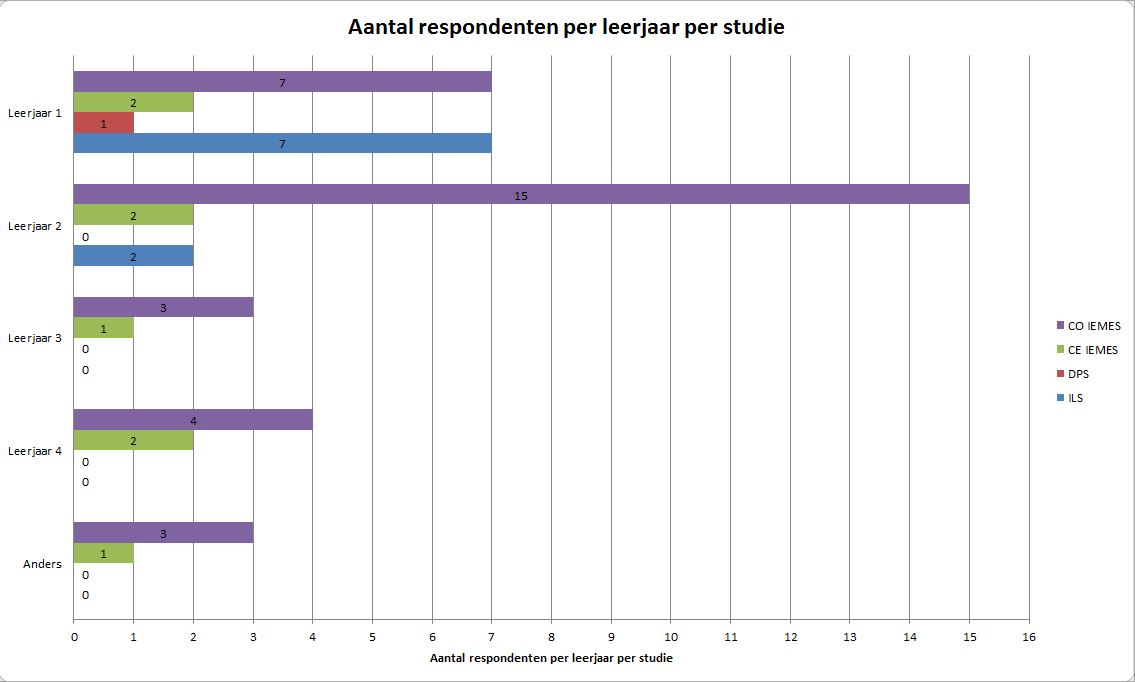 Aantal respondenten per leerjaar per studie
Leerjaar 1
7
2
1
7
Leerjaar 2
15
2
0
2
Leerjaar 3
3
1
0
0
Leerjaar 4
4
2
0
0
Anders
3
1
0
0
0 1 2 3 4 5 6 7 8 9 10 11 12 13 14 15 16
Aantal respondenten per leerjaar per studie
CO IEMES
CE IEMES
DPS
ILS